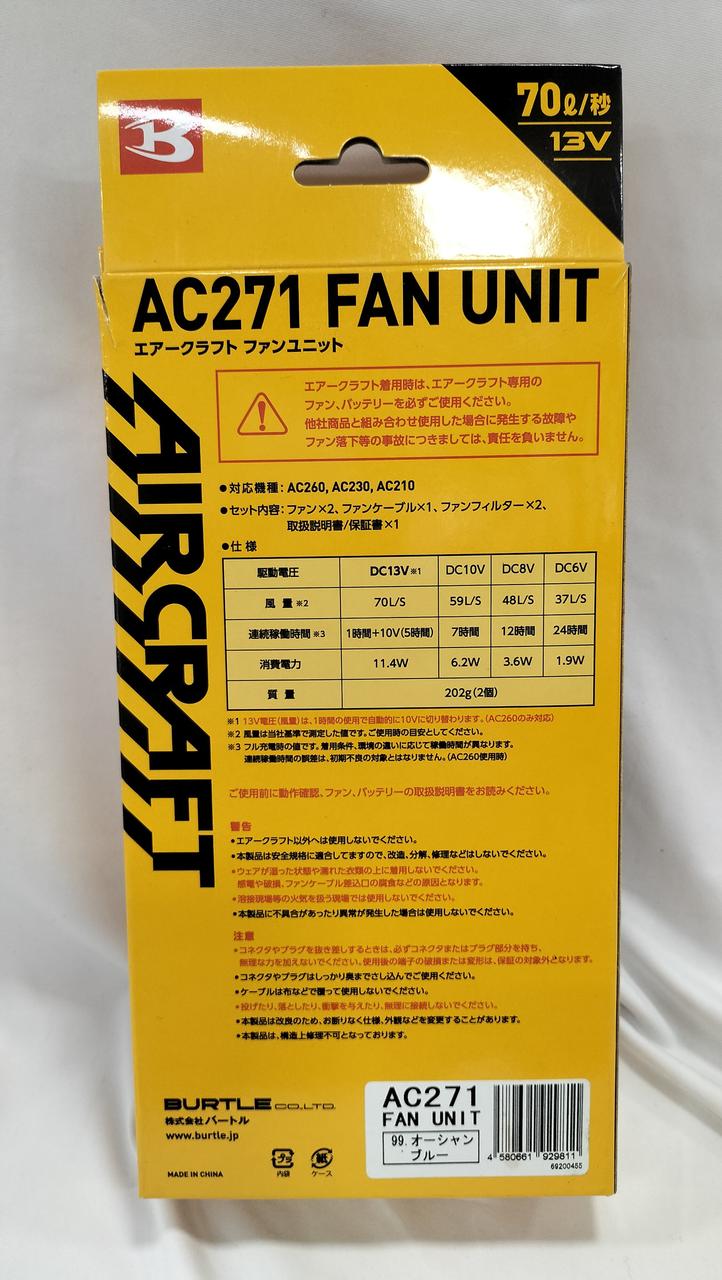 B
70ℓ/秒
13V
AC271 FAN UNIT
エアークラフト ファンユニット
エアークラフト着用時は、エアークラフト専用の
ファン、バッテリーを必ずご使用ください。
他社商品と組み合わせ使用した場合に発生する故障や
ファン落下等の事故につきましては、責任を負いません。
AIRCRAFT
●対応機種：AC260, AC230, AC210
●セット内容：ファン×2、ファンケーブル×1、ファンフィルター×2、
取扱説明書/保証書×1
●仕様
駆動電圧 DC13V※1 DC10V DC8V DC6V
風量※2 70L/S 59L/S 48L/S 37L/S
連続稼働時間※3 1時間+10V(5時間) 7時間 12時間 24時間
消費電力 11.4W 6.2W 3.6W 1.9W
質量 202g(2個)
※1 13V電圧(風量)は、1時間の使用で自動的に10Vに切り替わります。(AC260のみ対応)
※2 風量は当社基準で測定した値です。ご使用時の目安としてください。
※3 フル充電時の値です。着用条件、環境の違いに応じて稼働時間が異なります。
連続稼働時間の誤差は、初期不良の対象とはなりません。(AC260使用時)
ご使用前に動作確認、ファン、バッテリーの取扱説明書をお読みください。
警告
●エアークラフト以外へは使用しないでください。
●本製品は安全規格に適合してますので、改造、分解、修理などはしないでください。
●ウェアが湿った状態や濡れた衣類の上に着用しないでください。
感電や破損、ファンケーブル差込口の腐食などの原因となります。
●溶接現場等の火気を扱う現場では使用しないでください。
●本製品に不具合があったり異常が発生した場合は使用しないでください。
注意
●コネクタやプラグを抜き差しするときは、必ずコネクタまたはプラグ部分を持ち、
無理な力を加えないでください。使用後の端子の破損または変形は、保証の対象外となります。
●コネクタやプラグはしっかり奥までさし込んでご使用ください。
●ケーブルは布などで覆って使用しないでください。
●投げたり、落としたり、衝撃を与えたり、無理に接続しないでください。
●本製品は改良のため、お断りなく仕様、外観などを変更することがあります。
●本製品は、構造上修理不可となっております。
BURTLE CO.,LTD.
株式会社バートル
www.burtle.jp
MADE IN CHINA
プラ
内袋
紙
ケース
AC271
FAN UNIT
99.オーシャン
ブルー
4 580661 929811
69200455